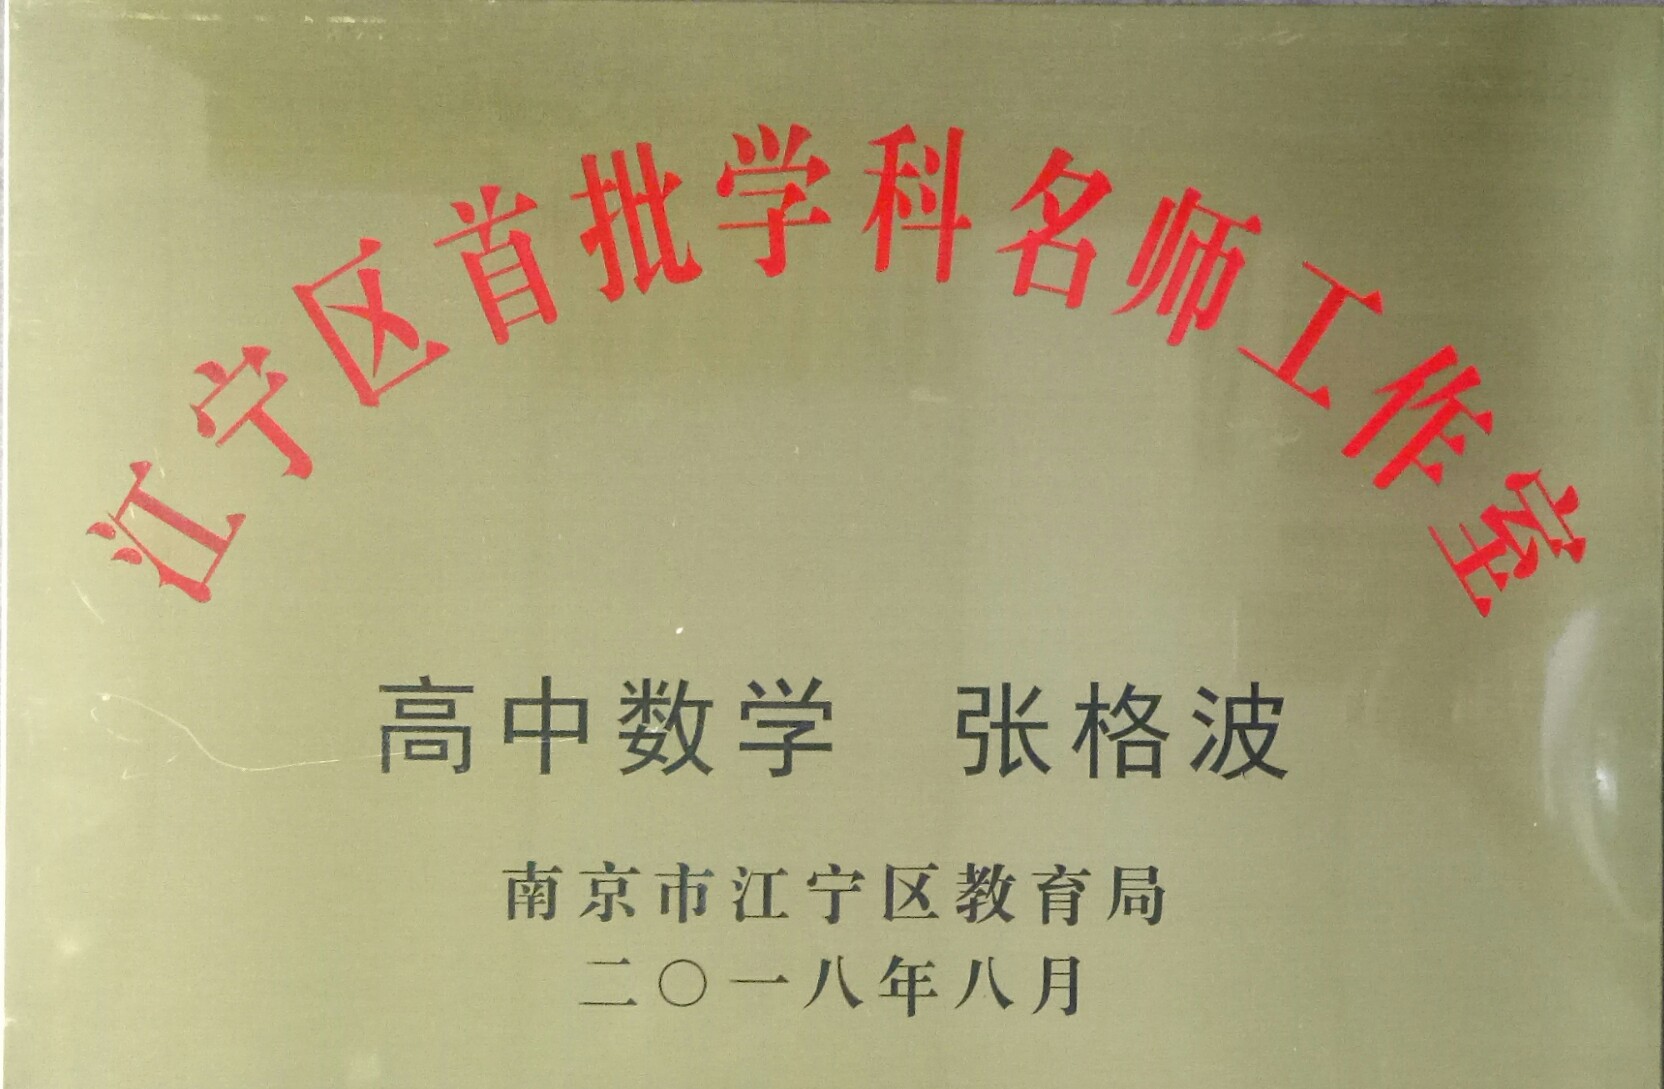 江宁区首批学科名师工作室
高中数学 张格波
南京市江宁区教育局
二〇一八年八月